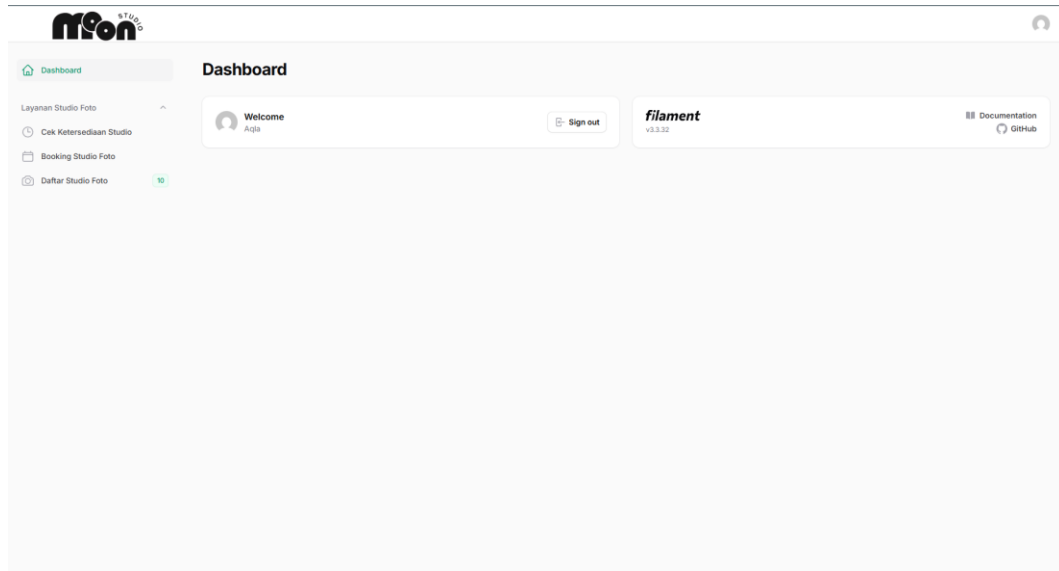 MOON
STUDIO
Dashboard
Layanan Studio Foto
Cek Ketersediaan Studio
Booking Studio Foto
Daftar Studio Foto 10
Dashboard
Welcome
Aqla
Sign out
filament
v3.3.32
Documentation
GitHub